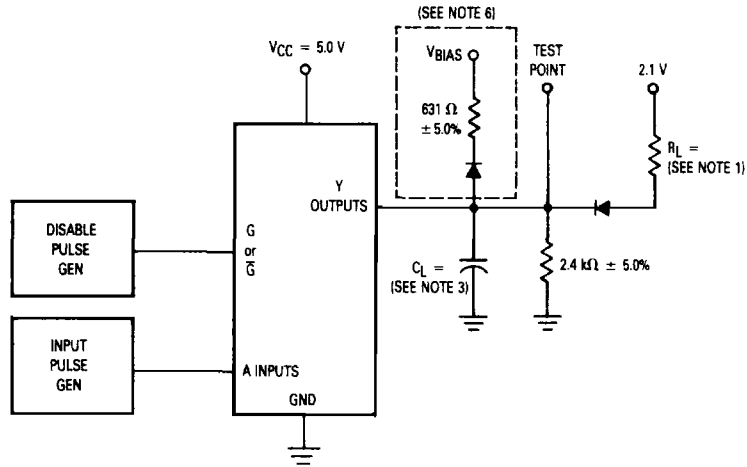 (SEE NOTE 6)
VCC = 5.0 V
VBIAS
TEST
POINT
2.1 V
631 Ω
± 5.0%
RL =
(SEE NOTE 1)
Y
OUTPUTS
DISABLE
PULSE
GEN
G
or
G̅
CL =
(SEE NOTE 3)
2.4 kΩ ± 5.0%
INPUT
PULSE
GEN
A INPUTS
GND